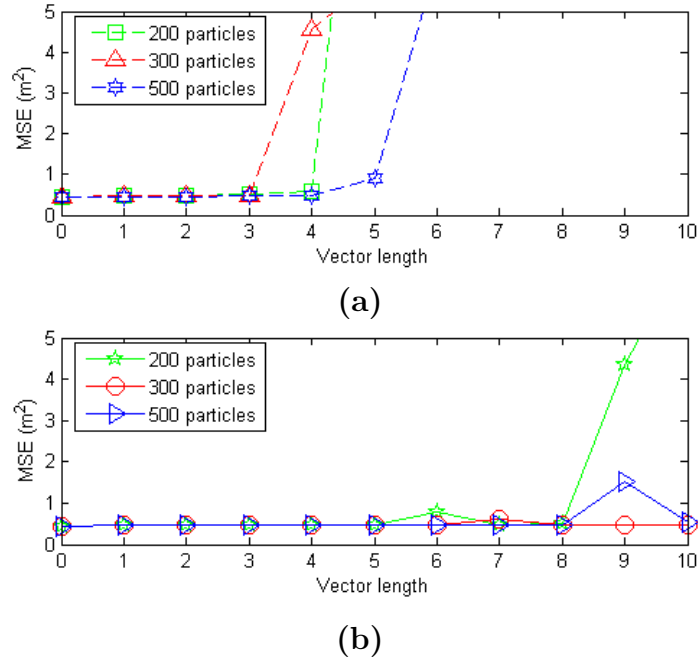 5
4
3
2
1
0
MSE (m²)
200 particles
300 particles
500 particles
0 1 2 3 4 5 6 7 8 9 10
Vector length
(a)
5
4
3
2
1
0
MSE (m²)
200 particles
300 particles
500 particles
0 1 2 3 4 5 6 7 8 9 10
Vector length
(b)